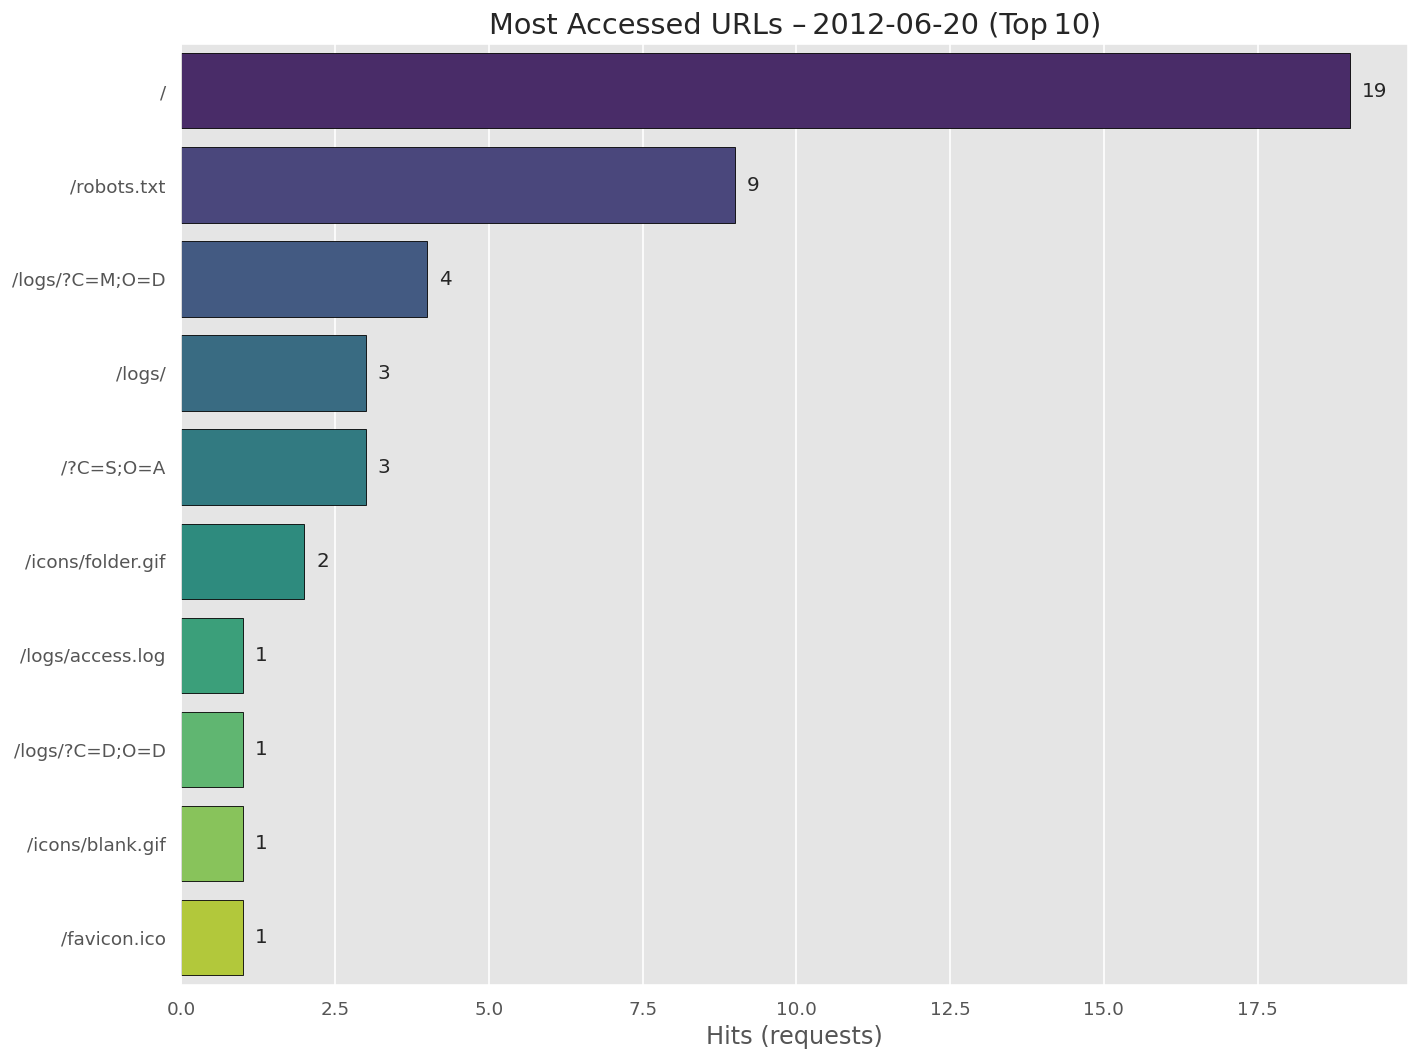 Most Accessed URLs – 2012-06-20 (Top 10)
/
19
/robots.txt
9
/logs/?C=M;O=D
4
/logs/
3
/?C=S;O=A
3
/icons/folder.gif
2
/logs/access.log
1
/logs/?C=D;O=D
1
/icons/blank.gif
1
/favicon.ico
1
0.0 2.5 5.0 7.5 10.0 12.5 15.0 17.5
Hits (requests)